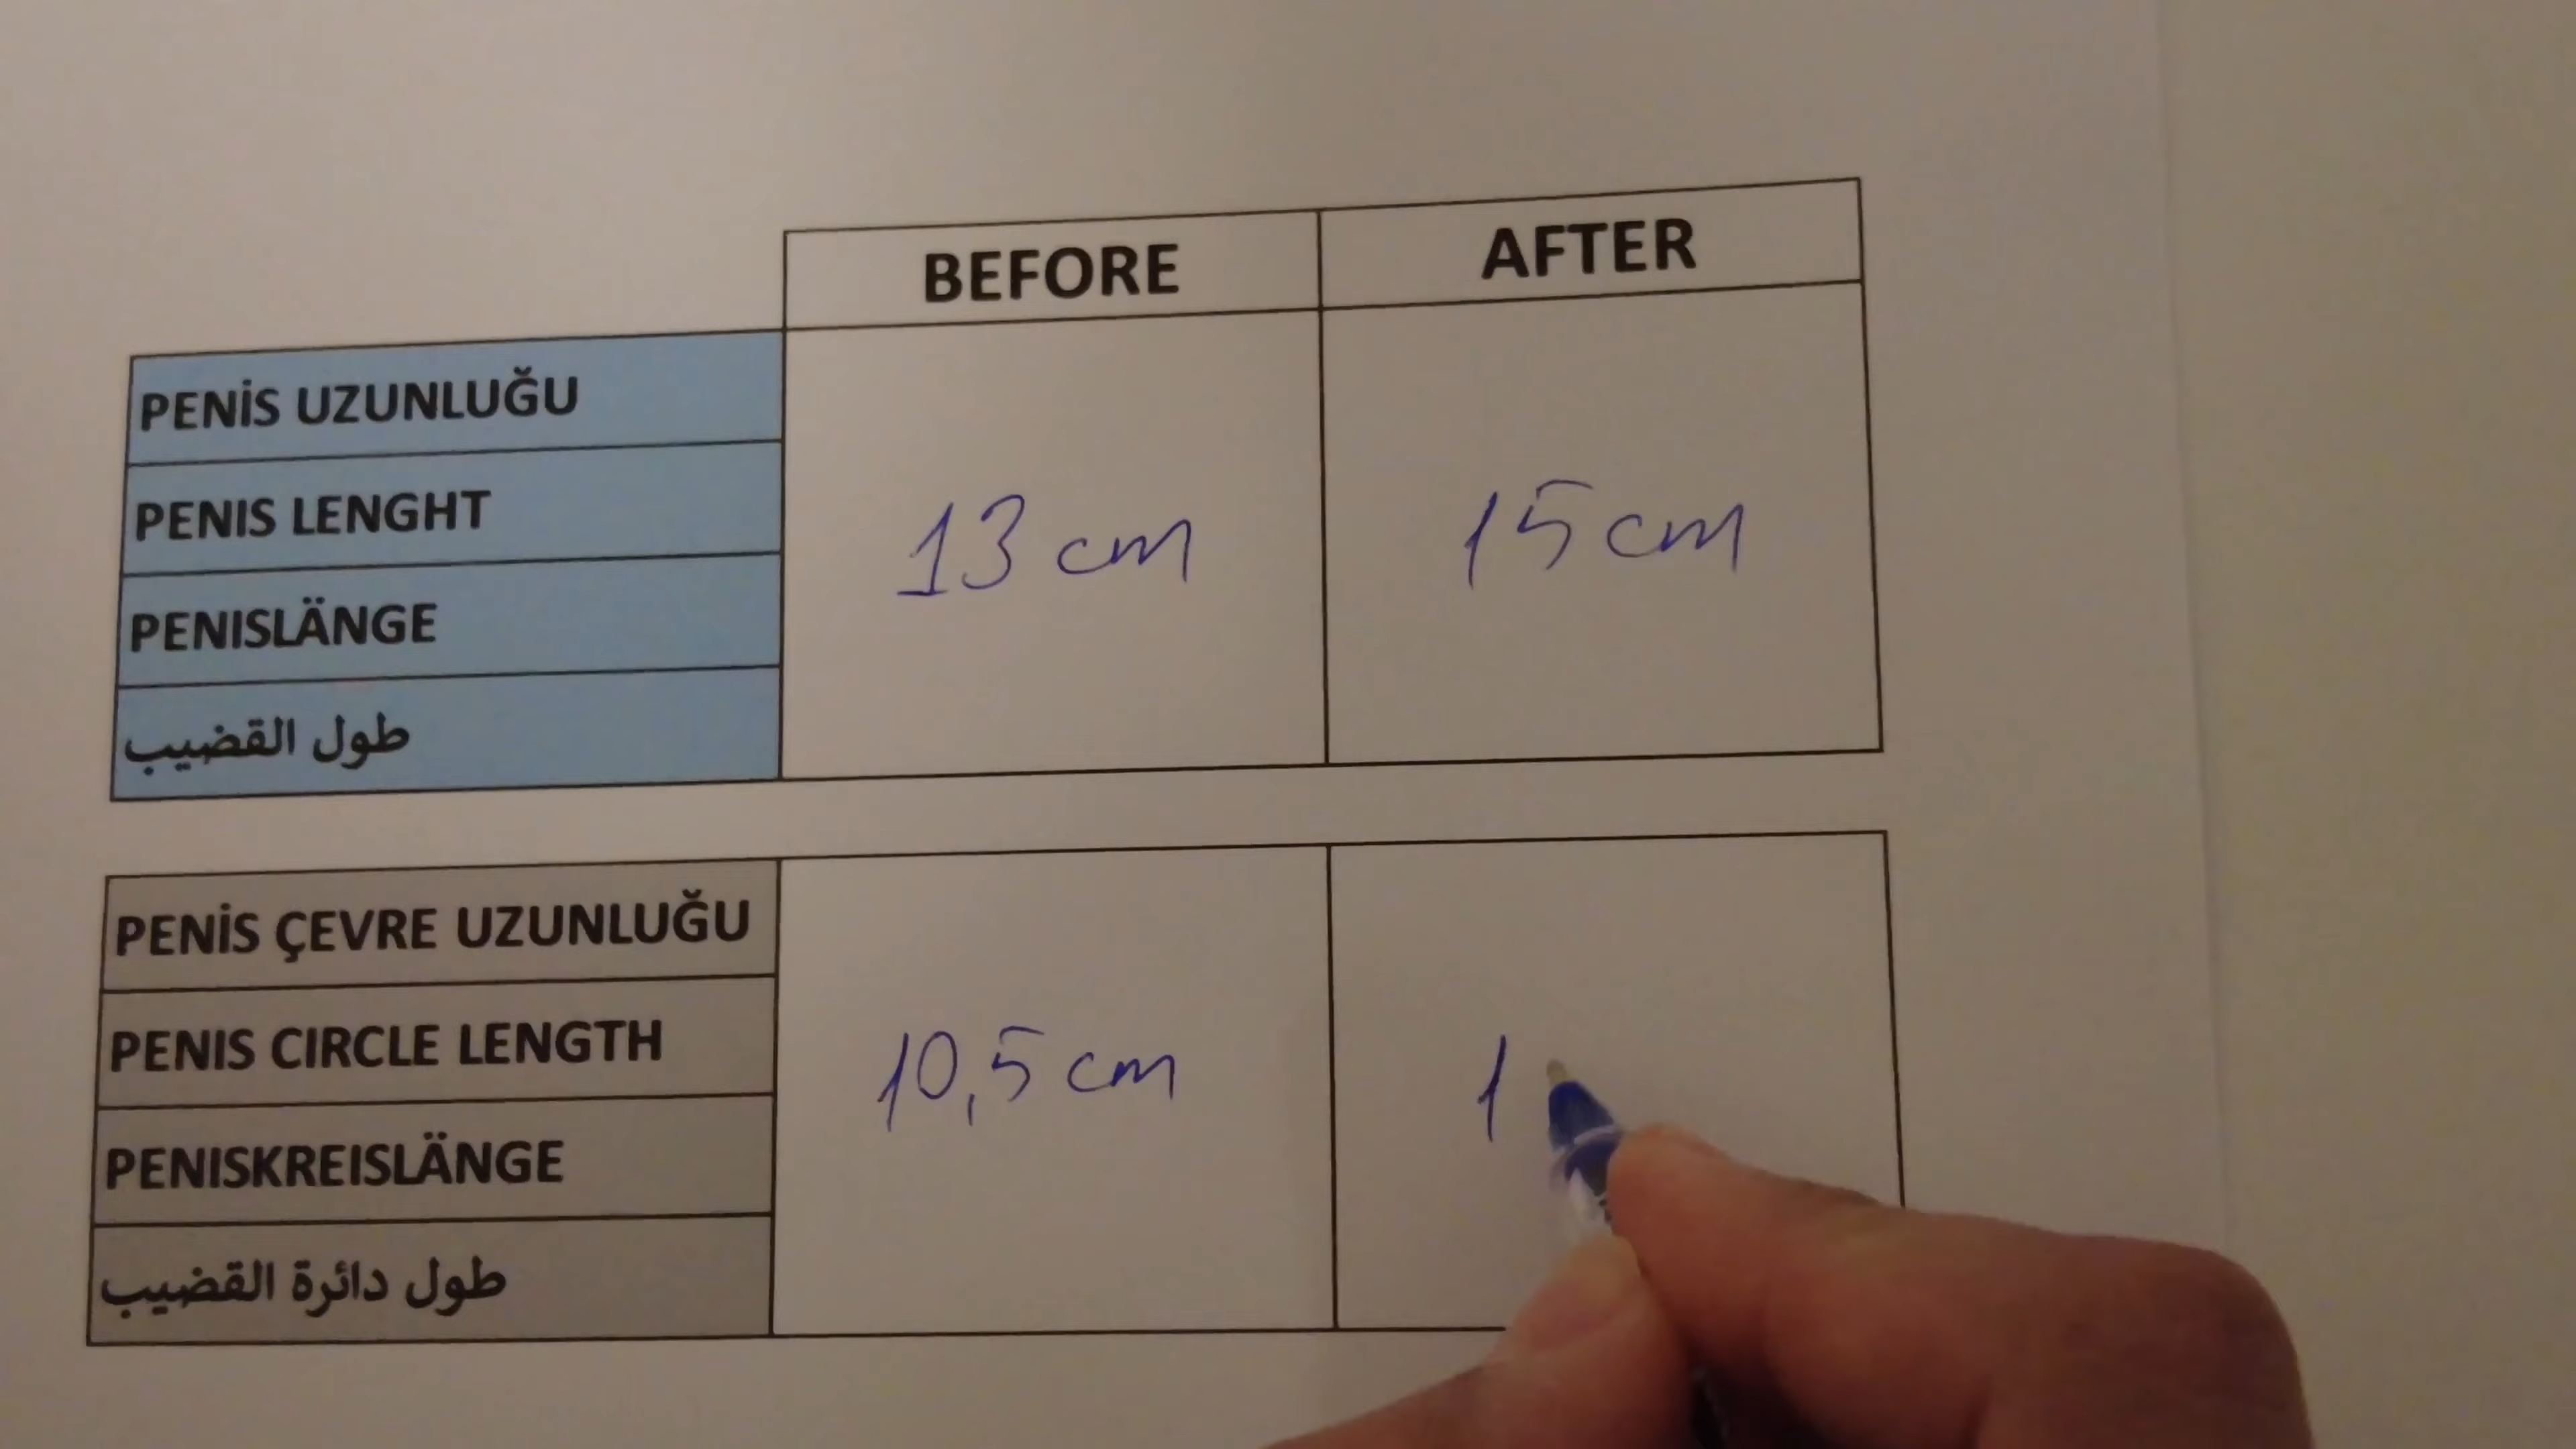 BEFORE AFTER
PENİS UZUNLUĞU
PENIS LENGHT
PENISLÄNGE
طول القضيب
13 cm 15 cm
PENİS ÇEVRE UZUNLUĞU
PENIS CIRCLE LENGTH
PENISKREISLÄNGE
طول دائرة القضيب
10,5 cm 1